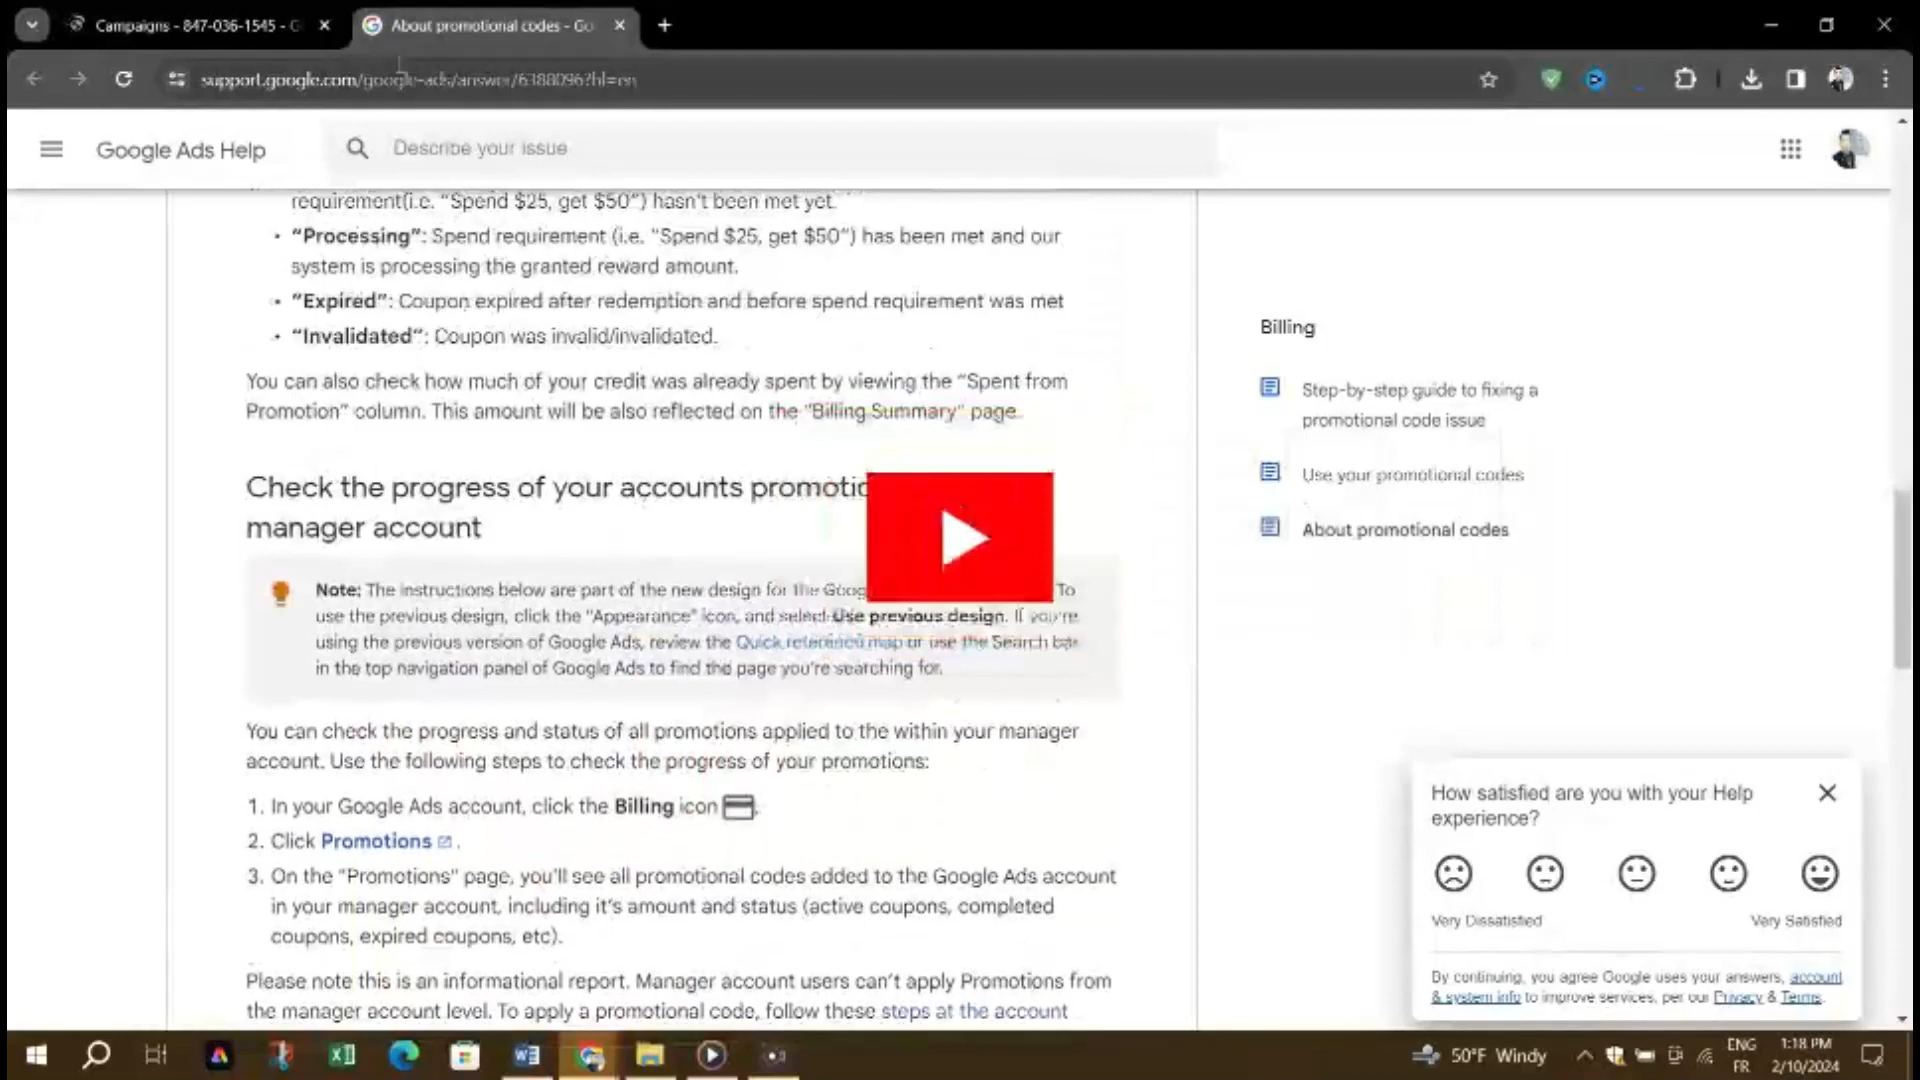 Campaigns - 847-036-1545 - G
About promotional codes - Go
support.google.com/google-ads/answer/6388096?hl=en
Google Ads Help
Describe your issue
requirement(i.e. “Spend $25, get $50”) hasn't been met yet.
• “Processing”: Spend requirement (i.e. “Spend $25, get $50”) has been met and our
system is processing the granted reward amount.
• “Expired”: Coupon expired after redemption and before spend requirement was met
• “Invalidated”: Coupon was invalid/invalidated.
You can also check how much of your credit was already spent by viewing the “Spent from
Promotion” column. This amount will be also reflected on the “Billing Summary” page.
Check the progress of your accounts promotio
manager account
Note: The instructions below are part of the new design for the Goog To
use the previous design, click the “Appearance” icon, and select Use previous design. If you're
using the previous version of Google Ads, review the Quick reference map or use the Search bar
in the top navigation panel of Google Ads to find the page you're searching for.
You can check the progress and status of all promotions applied to the within your manager
account. Use the following steps to check the progress of your promotions:
1. In your Google Ads account, click the Billing icon .
2. Click Promotions .
3. On the “Promotions” page, you'll see all promotional codes added to the Google Ads account
in your manager account, including it's amount and status (active coupons, completed
coupons, expired coupons, etc).
Please note this is an informational report. Manager account users can't apply Promotions from
the manager account level. To apply a promotional code, follow these steps at the account
Billing
Step-by-step guide to fixing a
promotional code issue
Use your promotional codes
About promotional codes
How satisfied are you with your Help
experience?
Very Dissatisfied
Very Satisfied
By continuing, you agree Google uses your answers, account
& system info to improve services, per our Privacy & Terms.
50°F Windy
ENG
FR
1:18 PM
2/10/2024